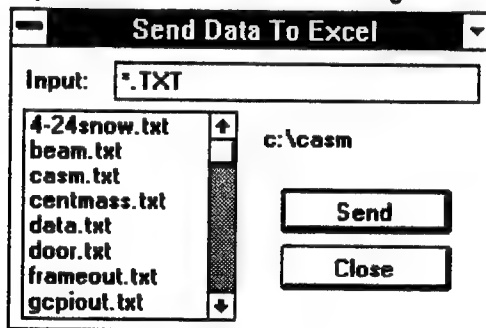 Send Data To Excel
Input: *.TXT
4-24snow.txt
beam.txt
casm.txt
centmass.txt
data.txt
door.txt
frameout.txt
gcpiout.txt
c:\casm
Send
Close